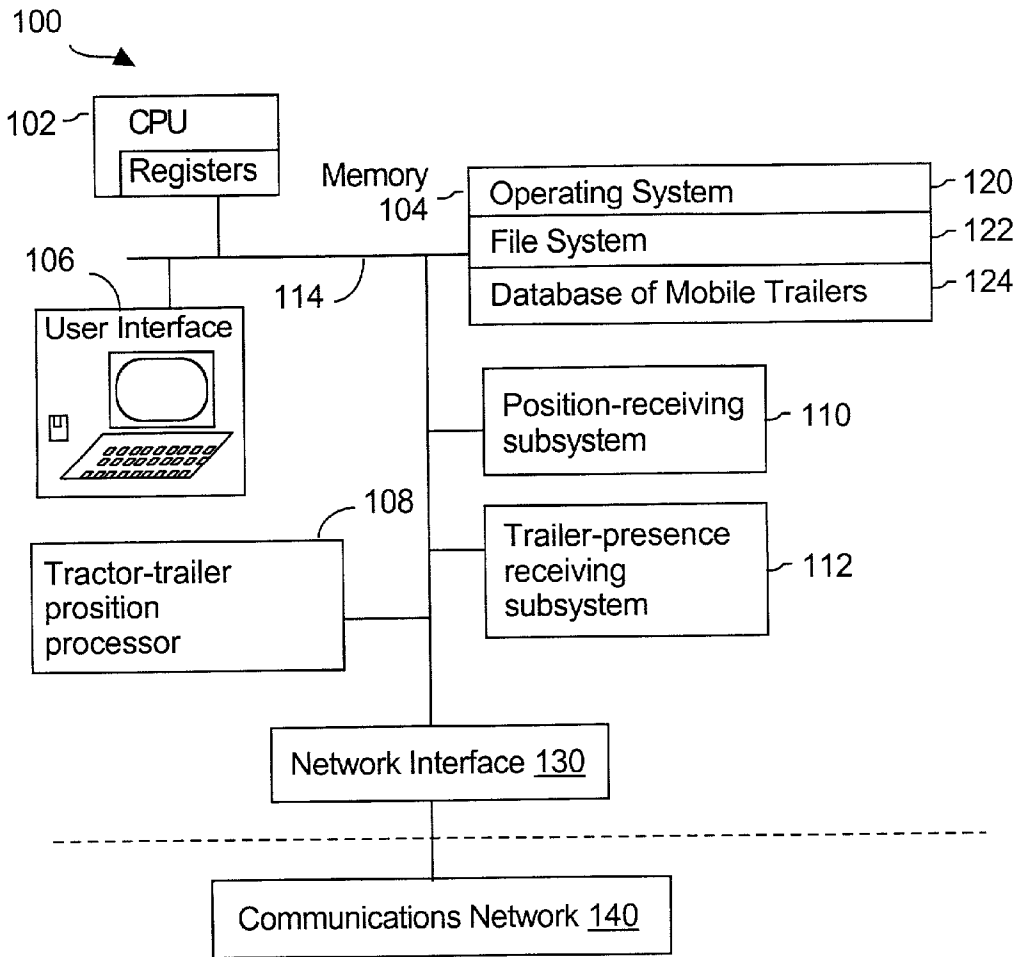 100
102
CPU
Registers
Memory
104
Operating System
120
File System
122
Database of Mobile Trailers
124
106
114
User Interface
Position-receiving
subsystem
110
108
Trailer-presence
receiving
subsystem
112
Tractor-trailer
prosition
processor
Network Interface 130
Communications Network 140